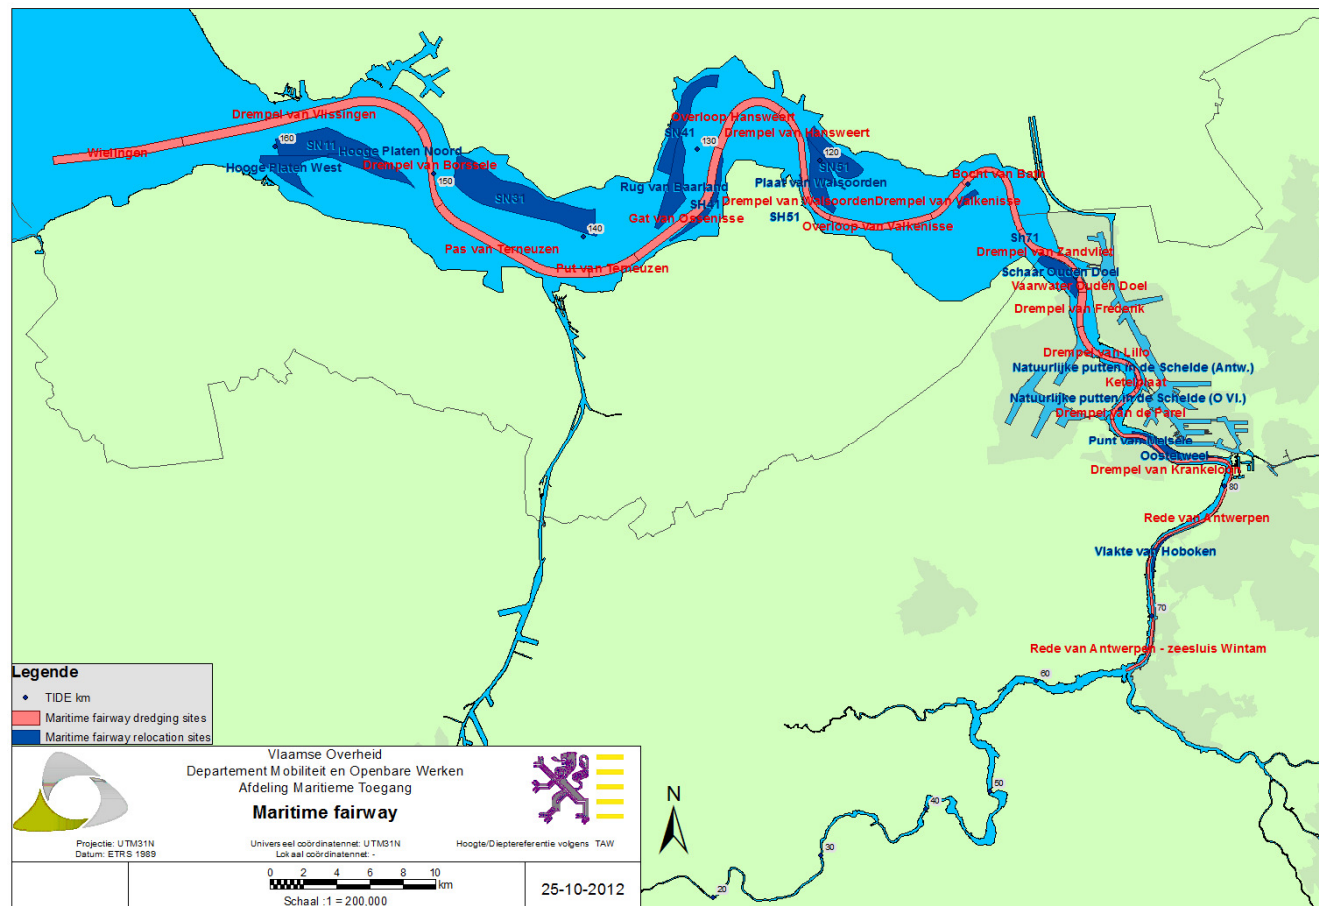 Drempel van Vlissingen
Wielingen
160
SN11
Hooge Platen Noord
Hooge Platen West
Drempel van Borssele
150
SN31
140
Pas van Terneuzen
Put van Terneuzen
Overloop Hansweert
SN41
Drempel van Hansweert
130
120
SN51
Rug van Baarland
Plaat van Walsoorden
SH41
Drempel van Walsoorden
Gat van Ossenisse
SH51
Bocht van Bath
Drempel van Valkenisse
Overloop van Valkenisse
Sh71
Drempel van Zandvliet
Schaar Ouden Doel
Vaarwater Ouden Doel
Drempel van Frederik
Drempel van Lillo
Natuurlijke putten in de Schelde (Antw.)
Ketelplaat
Natuurlijke putten in de Schelde (O Vl.)
Drempel van de Parel
Punt van Melsele
Oosterweel
Drempel van Krankeloon
80
Rede van Antwerpen
Vlakte van Hoboken
70
Rede van Antwerpen - zeesluis Wintam
60
50
40
30
20
Legende
TIDE km
Maritime fairway dredging sites
Maritime fairway relocation sites
Vlaamse Overheid
Departement Mobiliteit en Openbare Werken
Afdeling Maritieme Toegang
Maritime fairway
Projectie: UTM31N
Datum: ETRS 1989
Universeel coördinatennet: UTM31N
Lokaal coördinatennet: -
Hoogte/Dieptereferentie volgens TAW
0 2 4 6 8 10
km
Schaal :1 = 200.000
25-10-2012
N